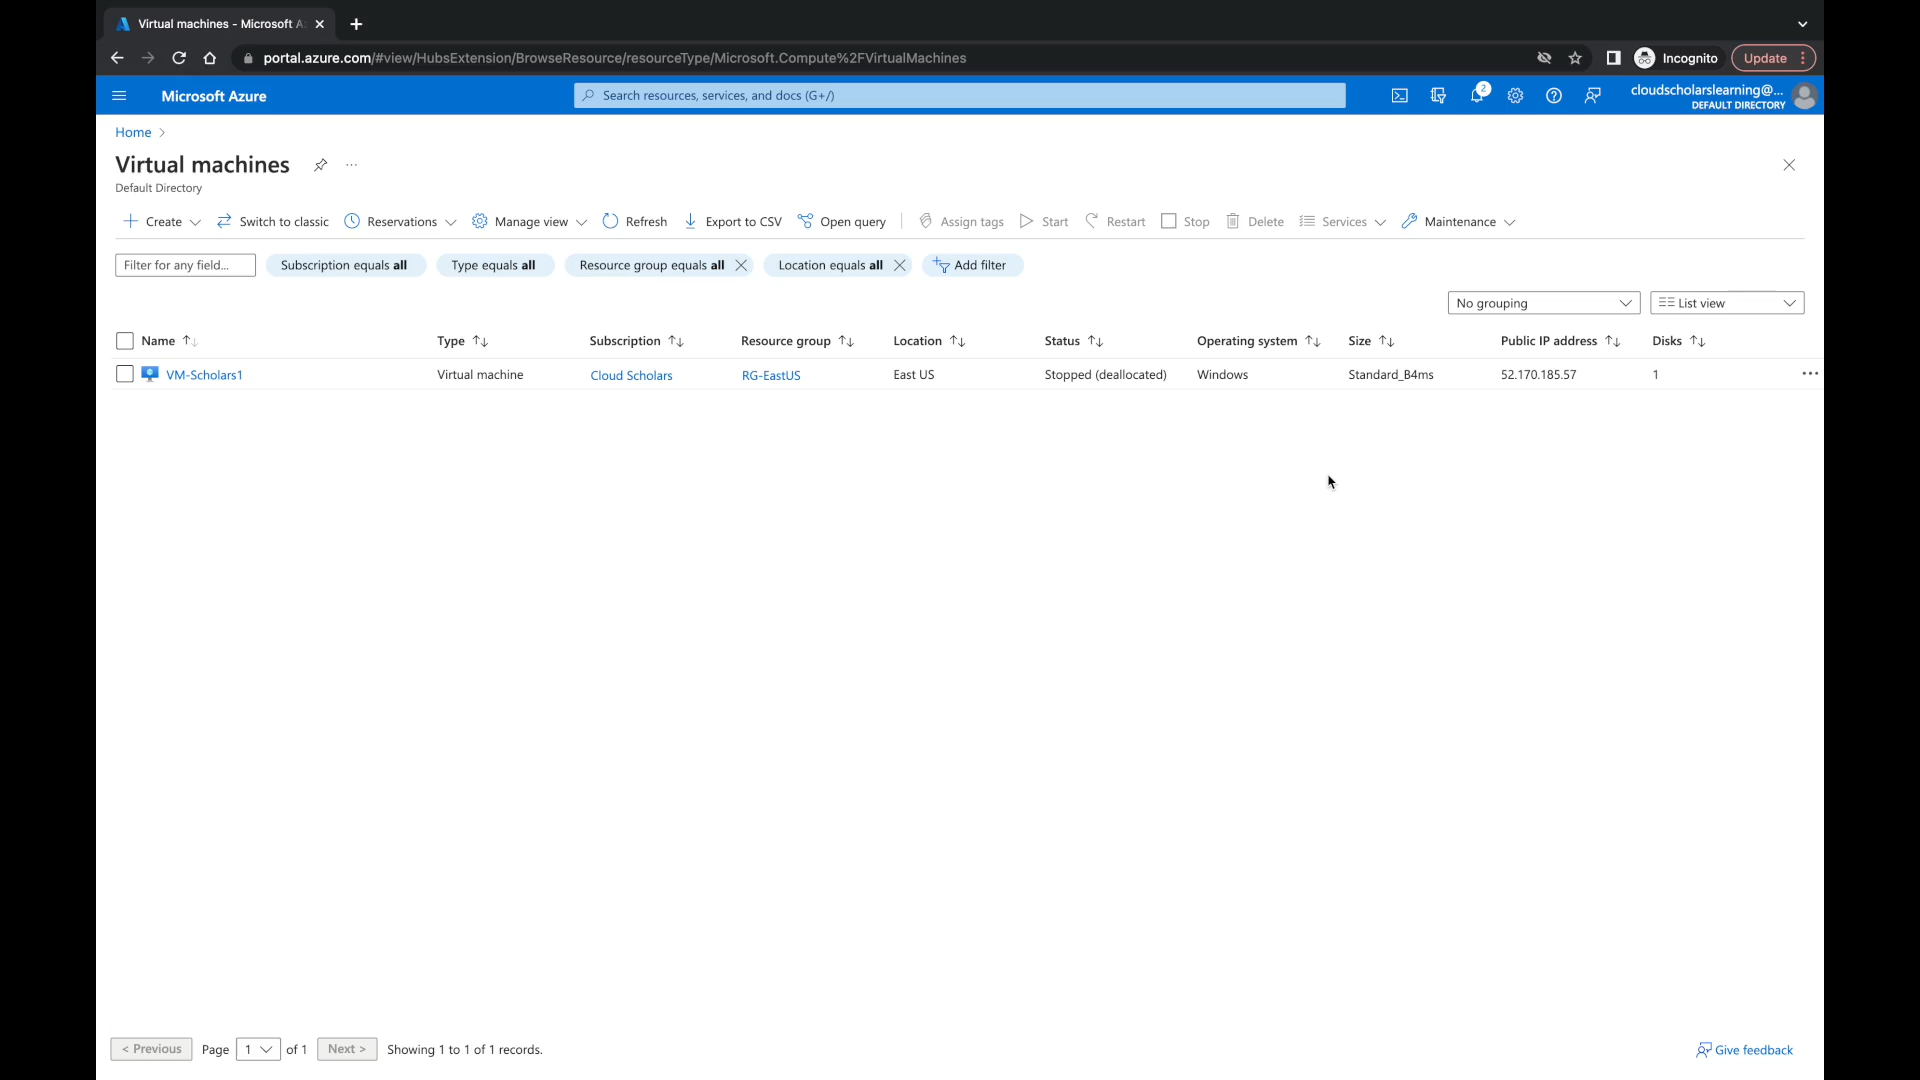 Virtual machines - Microsoft A
portal.azure.com/#view/HubsExtension/BrowseResource/resourceType/Microsoft.Compute%2FVirtualMachines
Incognito
Update
Microsoft Azure
Search resources, services, and docs (G+/)
2
cloudscholarslearning@...
DEFAULT DIRECTORY
Home
Virtual machines
...
Default Directory
Create Switch to classic Reservations Manage view Refresh Export to CSV Open query Assign tags Start Restart Stop Delete Services Maintenance
Filter for any field... Subscription equals all Type equals all Resource group equals all Location equals all Add filter
No grouping List view
Name Type Subscription Resource group Location Status Operating system Size Public IP address Disks
VM-Scholars1 Virtual machine Cloud Scholars RG-EastUS East US Stopped (deallocated) Windows Standard_B4ms 52.170.185.57 1 ...
< Previous Page 1 of 1 Next > Showing 1 to 1 of 1 records. Give feedback